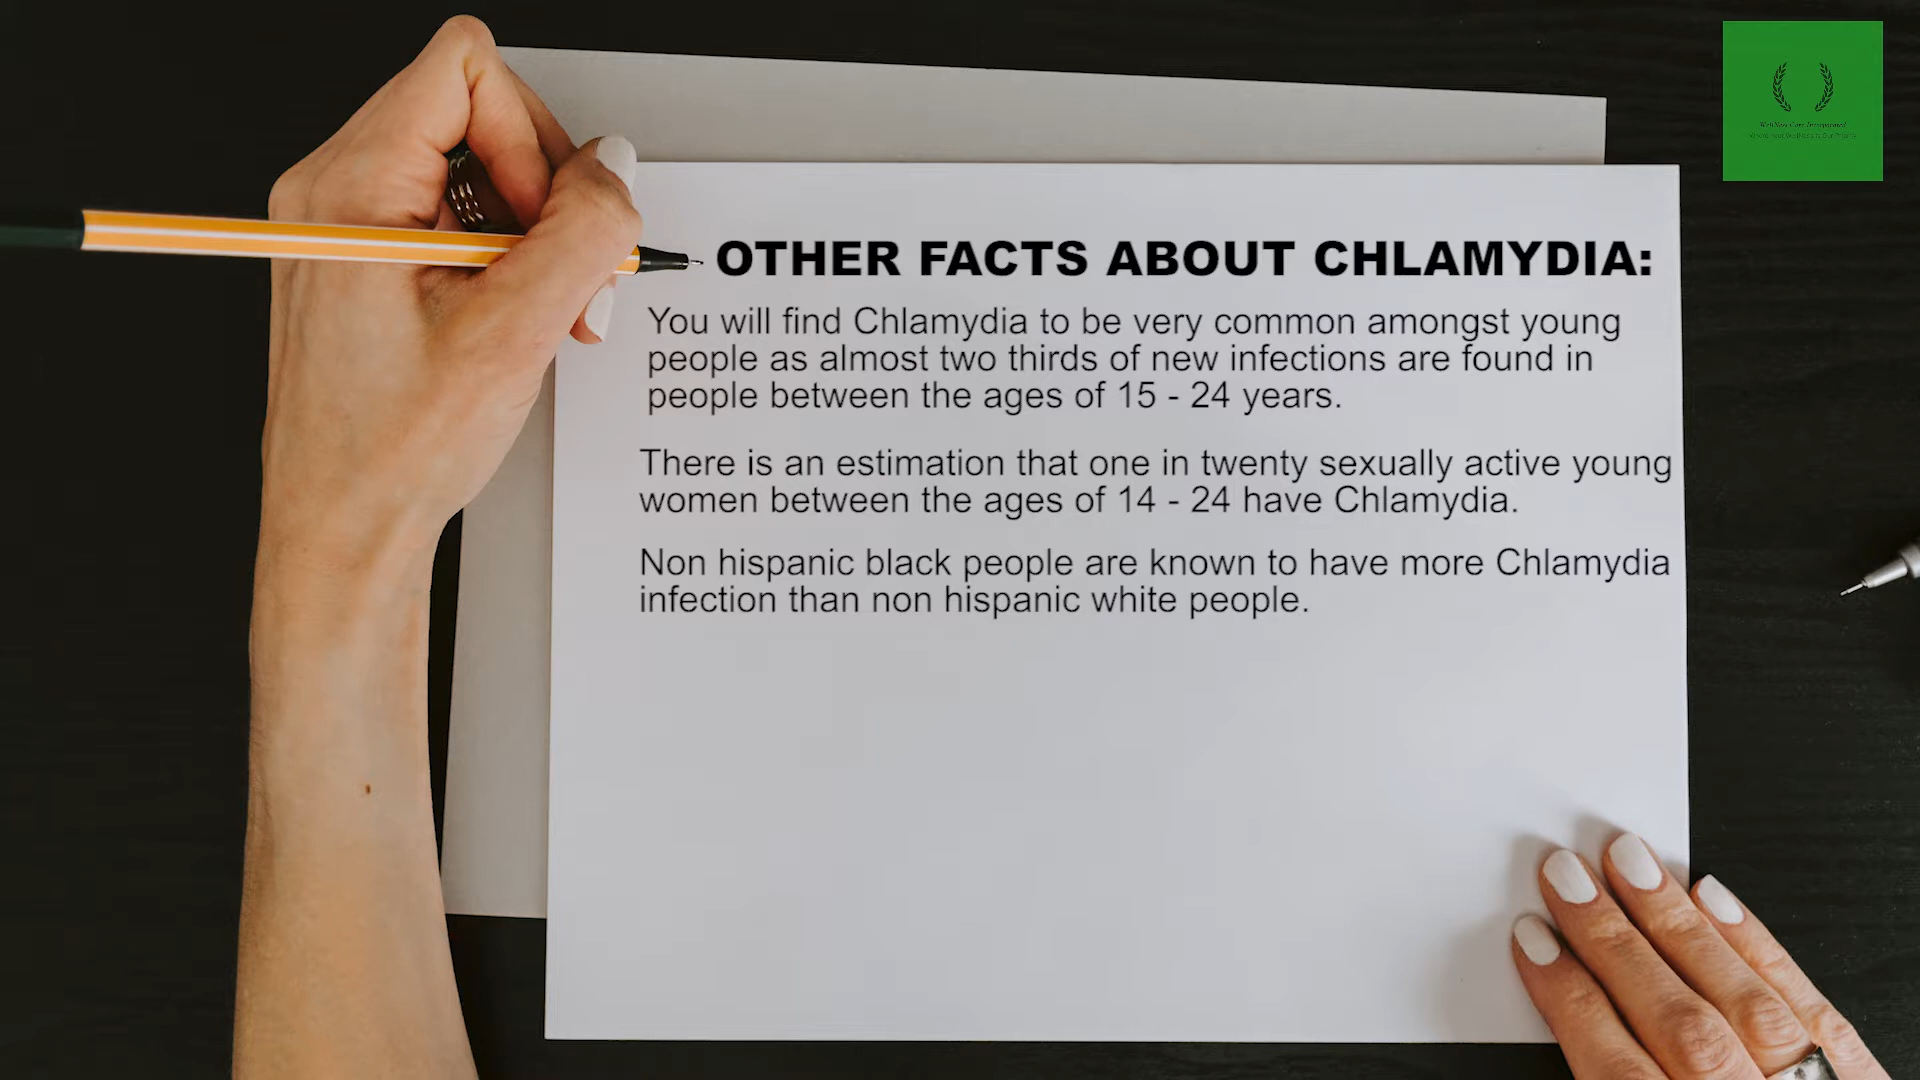 OTHER FACTS ABOUT CHLAMYDIA:
You will find Chlamydia to be very common amongst young
people as almost two thirds of new infections are found in
people between the ages of 15 - 24 years.
There is an estimation that one in twenty sexually active young
women between the ages of 14 - 24 have Chlamydia.
Non hispanic black people are known to have more Chlamydia
infection than non hispanic white people.